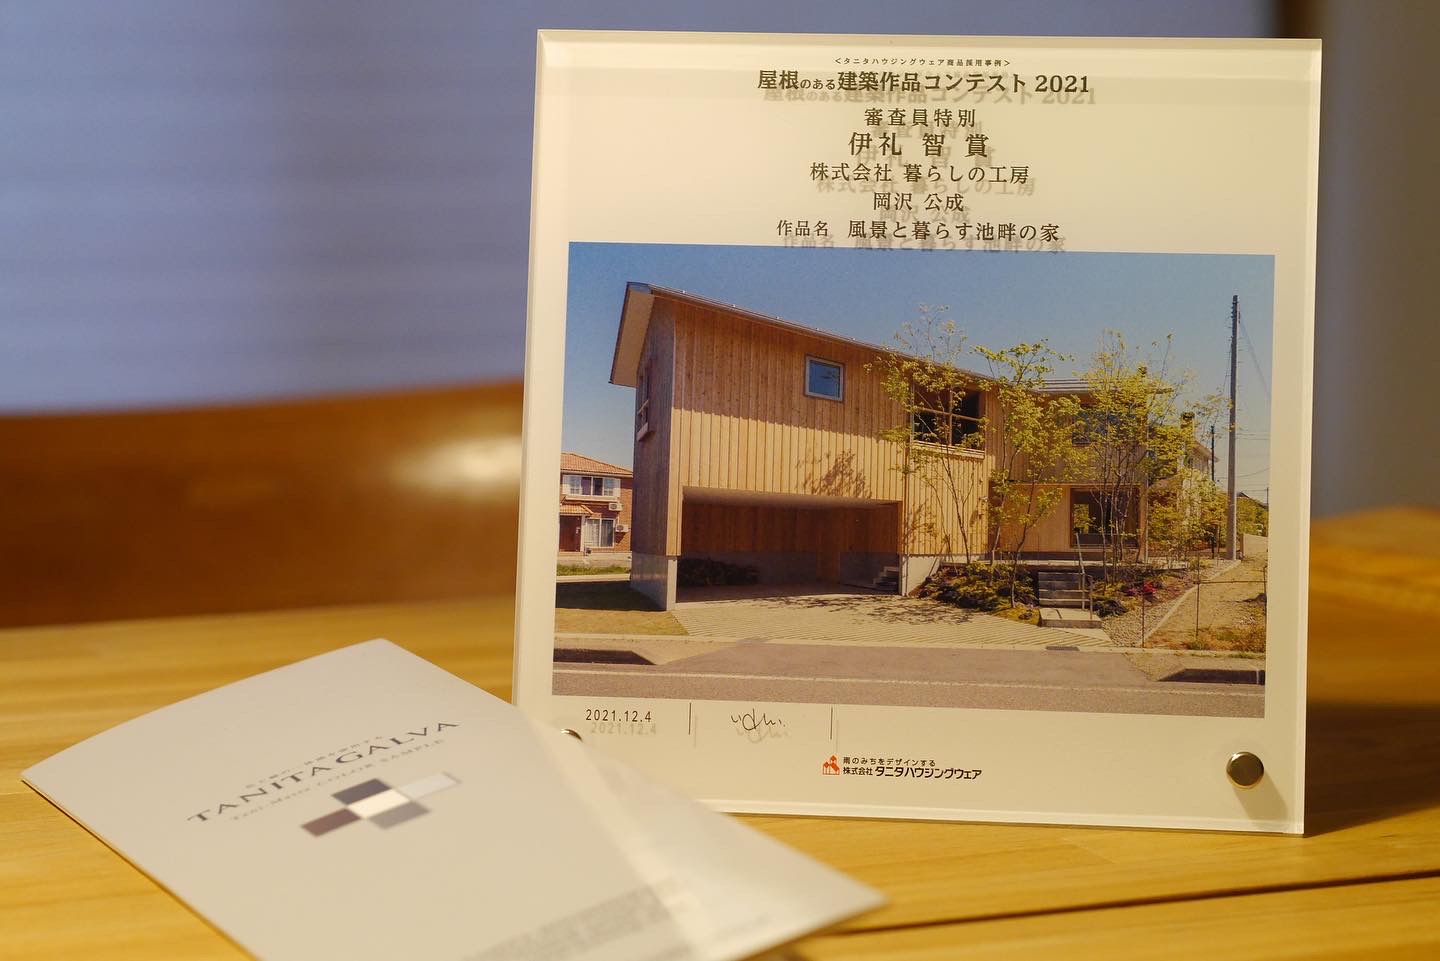 <タニタハウジングウェア商品採用事例>
屋根のある建築作品コンテスト 2021
審査員特別
伊礼 智 賞
株式会社 暮らしの工房
岡沢 公成
作品名 風景と暮らす池畔の家
2021.12.4
雨のみちをデザインする
株式会社 タニタハウジングウェア
TANITAGALVA
COLOR SAMPLE